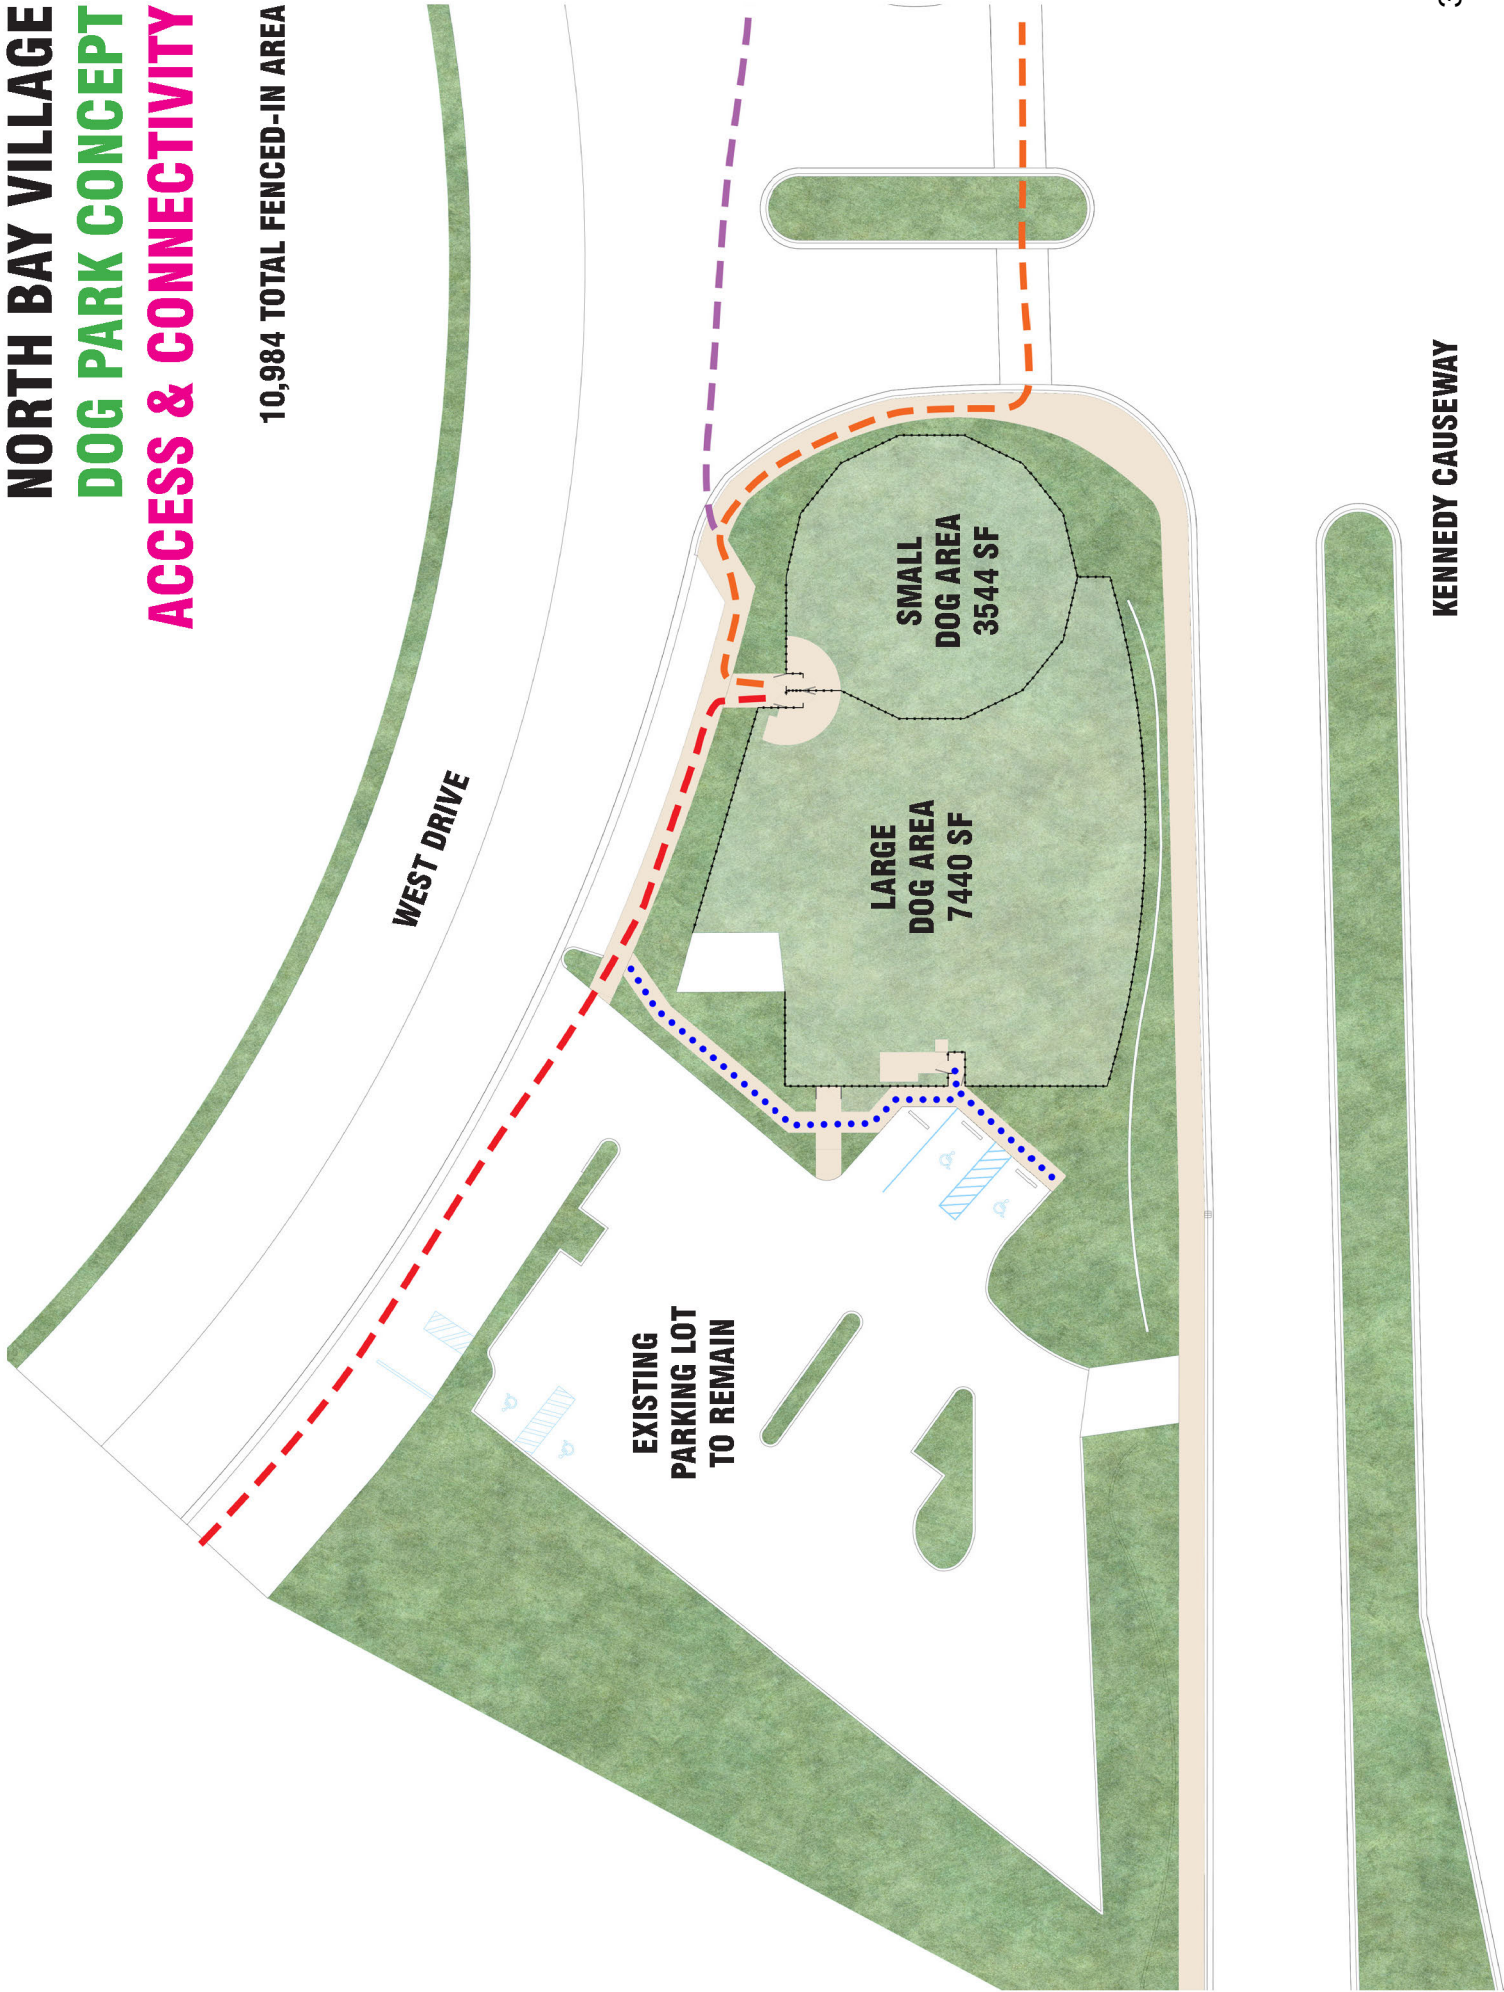 NORTH BAY VILLAGE
DOG PARK CONCEPT
ACCESS & CONNECTIVITY
10,984 TOTAL FENCED-IN AREA
WEST DRIVE
SMALL
DOG AREA
3544 SF
LARGE
DOG AREA
7440 SF
EXISTING
PARKING LOT
TO REMAIN
KENNEDY CAUSEWAY